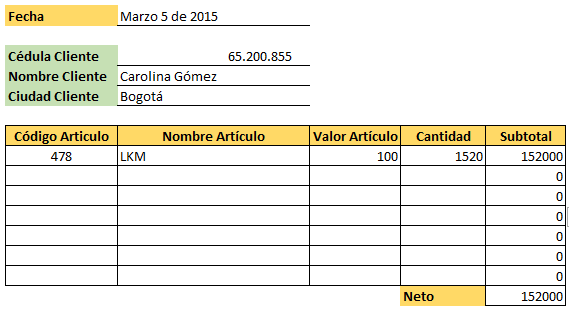 Fecha Marzo 5 de 2015
Cédula Cliente 65.200.855
Nombre Cliente Carolina Gómez
Ciudad Cliente Bogotá
Código Articulo Nombre Artículo Valor Artículo Cantidad Subtotal
478 LKM 100 1520 152000
0
0
0
0
0
0
Neto 152000